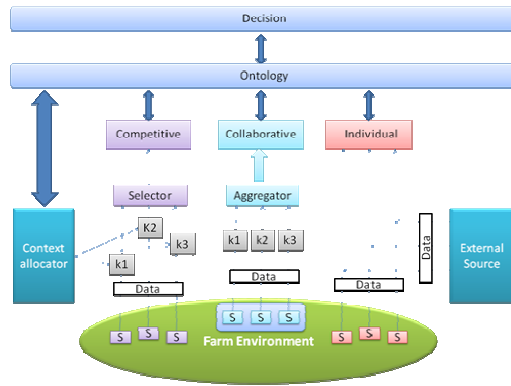 Decision
Ontology
Competitive
Collaborative
Individual
Selector
Aggregator
Context
allocator
K2
k3
k1
k1
k2
k3
Data
Data
Data
Data
External
Source
S
S
S
S
S
S
S
S
S
Farm Environment